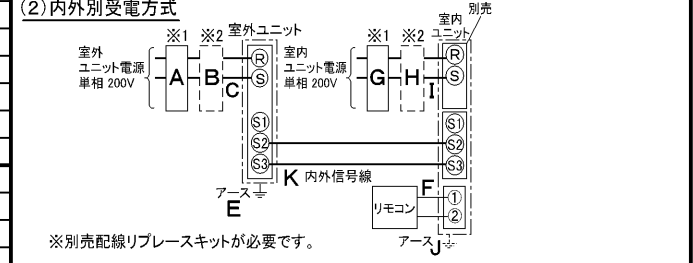 (2)内外別受電方式
別売
※1 ※2 室外ユニット
室外
ユニット電源
単相 200V
A
B
C
R
S
S1
S2
S3
アース
E
※1 ※2
室内
ユニット
室内
ユニット電源
単相 200V
G
H
I
R
S
S1
S2
S3
K 内外信号線
F
リモコン
1
2
アース J
※別売配線リプレースキットが必要です。